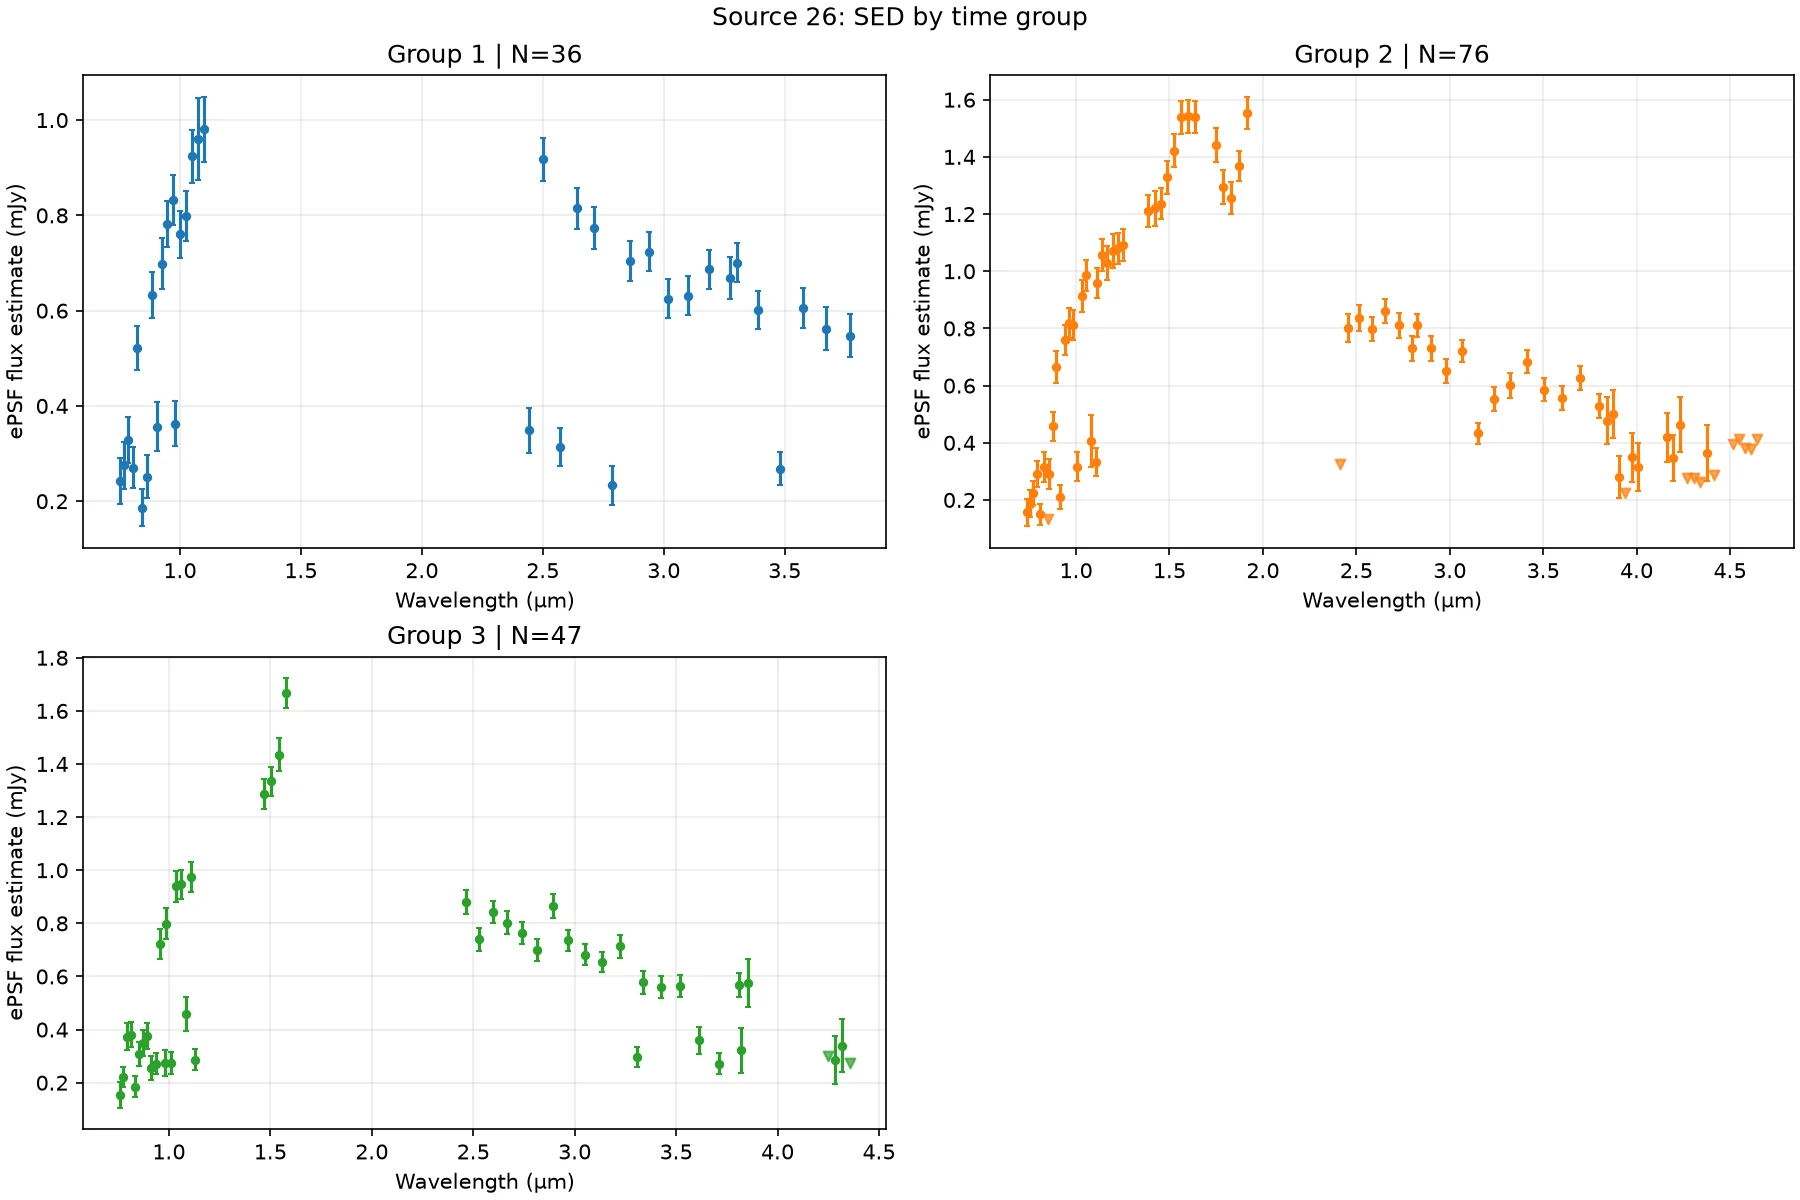 Source 26: SED by time group
Group 1 | N=36
ePSF flux estimate (mJy)
1.0
0.8
0.6
0.4
0.2
1.0 1.5 2.0 2.5 3.0 3.5
Wavelength (µm)
Group 2 | N=76
ePSF flux estimate (mJy)
1.6
1.4
1.2
1.0
0.8
0.6
0.4
0.2
1.0 1.5 2.0 2.5 3.0 3.5 4.0 4.5
Wavelength (µm)
Group 3 | N=47
ePSF flux estimate (mJy)
1.8
1.6
1.4
1.2
1.0
0.8
0.6
0.4
0.2
1.0 1.5 2.0 2.5 3.0 3.5 4.0 4.5
Wavelength (µm)